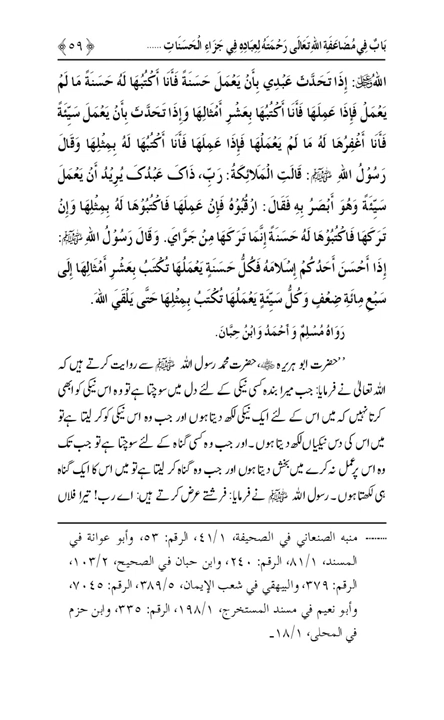 بَابٌ فِي مُضَاعَفَةِ اللهِ تَعَالَى رَحْمَتَهُ لِعِبَادِهِ فِي جَزَاءِ الْحَسَنَاتِ ...... ﴿ ٥٩ ﴾
اللهِ ﷺ: إِذَا تَحَدَّثَ عَبْدِي بِأَنْ يَعْمَلَ حَسَنَةً فَأَنَا أَكْتُبُهَا لَهُ حَسَنَةً مَا لَمْ
يَعْمَلْ فَإِذَا عَمِلَهَا فَأَنَا أَكْتُبُهَا بِعَشْرِ أَمْثَالِهَا وَإِذَا تَحَدَّثَ بِأَنْ يَعْمَلَ سَيِّئَةً
فَأَنَا أَغْفِرُهَا لَهُ مَا لَمْ يَعْمَلْهَا فَإِذَا عَمِلَهَا فَأَنَا أَكْتُبُهَا لَهُ بِمِثْلِهَا وَقَالَ
رَسُوْلُ اللهِ ﷺ: قَالَتِ الْمَلَائِكَةُ: رَبِّ، ذَاكَ عَبْدُكَ يُرِيْدُ أَنْ يَعْمَلَ
سَيِّئَةً وَهُوَ أَبْصَرُ بِهِ فَقَالَ: ارْقُبُوْهُ فَإِنْ عَمِلَهَا فَاكْتُبُوْهَا لَهُ بِمِثْلِهَا وَإِنْ
تَرَكَهَا فَاكْتُبُوْهَا لَهُ حَسَنَةً إِنَّمَا تَرَكَهَا مِنْ جَرَّايَ. وَقَالَ رَسُوْلُ اللهِ ﷺ:
إِذَا أَحْسَنَ أَحَدُكُمْ إِسْلَامَهُ فَكُلُّ حَسَنَةٍ يَعْمَلُهَا تُكْتَبُ بِعَشْرِ أَمْثَالِهَا إِلَى
سَبْعِ مِائَةِ ضِعْفٍ وَكُلُّ سَيِّئَةٍ يَعْمَلُهَا تُكْتَبُ بِمِثْلِهَا حَتَّى يَلْقَى اللهَ.
رَوَاهُ مُسْلِمٌ وَأَحْمَدُ وَابْنُ حِبَّانَ.
’’حضرت ابو ہریرہ ؓ، حضرت محمد رسول اللہ ﷺ سے روایت کرتے ہیں کہ
اللہ تعالیٰ نے فرمایا: جب میرا بندہ کسی نیکی کے لئے دل میں سوچتا ہے تو وہ اس نیکی کو ابھی
کرتا نہیں کہ میں اس کے لئے ایک نیکی لکھ دیتا ہوں اور جب وہ اس نیکی کو کر لیتا ہے تو
میں اس کی دس نیکیاں لکھ دیتا ہوں۔ اور جب وہ کسی گناہ کے لئے سوچتا ہے تو جب تک
وہ اس پر عمل نہ کرے میں بخش دیتا ہوں اور جب وہ گناہ کر لیتا ہے تو میں اس کا ایک گناہ
ہی لکھتا ہوں۔ رسول اللہ ﷺ نے فرمایا: فرشتے عرض کرتے ہیں: اے رب! تیرا فلاں
........ منبه الصنعاني في الصحيفة، ١/٤١، الرقم: ٥٣، وأبو عوانة في
المسند، ١/٨١، الرقم: ٢٤٠، وابن حبان في الصحيح، ٢/١٠٣،
الرقم: ٣٧٩، والبيهقي في شعب الإيمان، ٥/٣٨٩، الرقم: ٧٠٤٥،
وأبو نعيم في مسند المستخرج، ١/١٩٨، الرقم: ٣٣٥، وابن حزم
في المحلى، ١/١٨۔